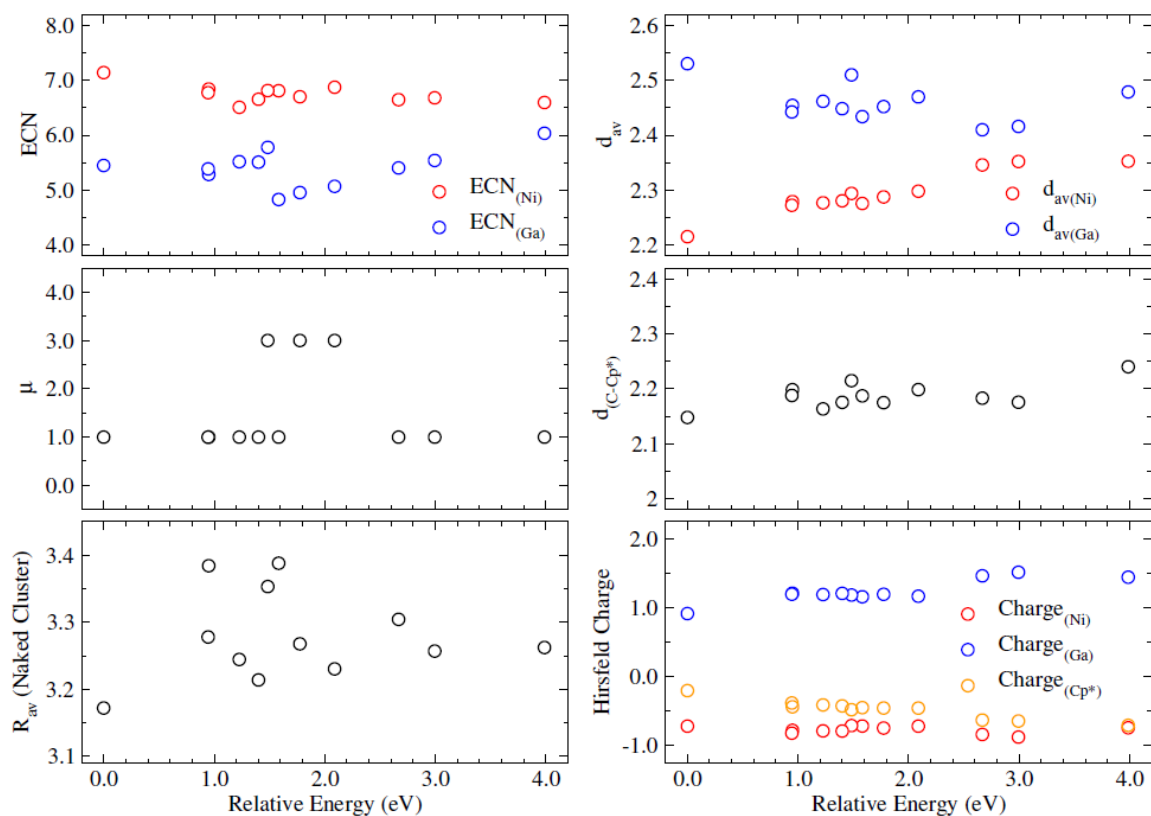 8.0
7.0
6.0
5.0
4.0
ECN
ECN(Ni)
ECN(Ga)
2.6
2.5
2.4
2.3
2.2
d_av
d_av(Ni)
d_av(Ga)
4.0
3.0
2.0
1.0
0.0
μ
2.4
2.3
2.2
2.1
2
d(C-Cp*)
3.4
3.3
3.2
3.1
R_av (Naked Cluster)
0.0 1.0 2.0 3.0 4.0
Relative Energy (eV)
2.0
1.0
0.0
-1.0
Hirsfeld Charge
Charge(Ni)
Charge(Ga)
Charge(Cp*)
0.0 1.0 2.0 3.0 4.0
Relative Energy (eV)